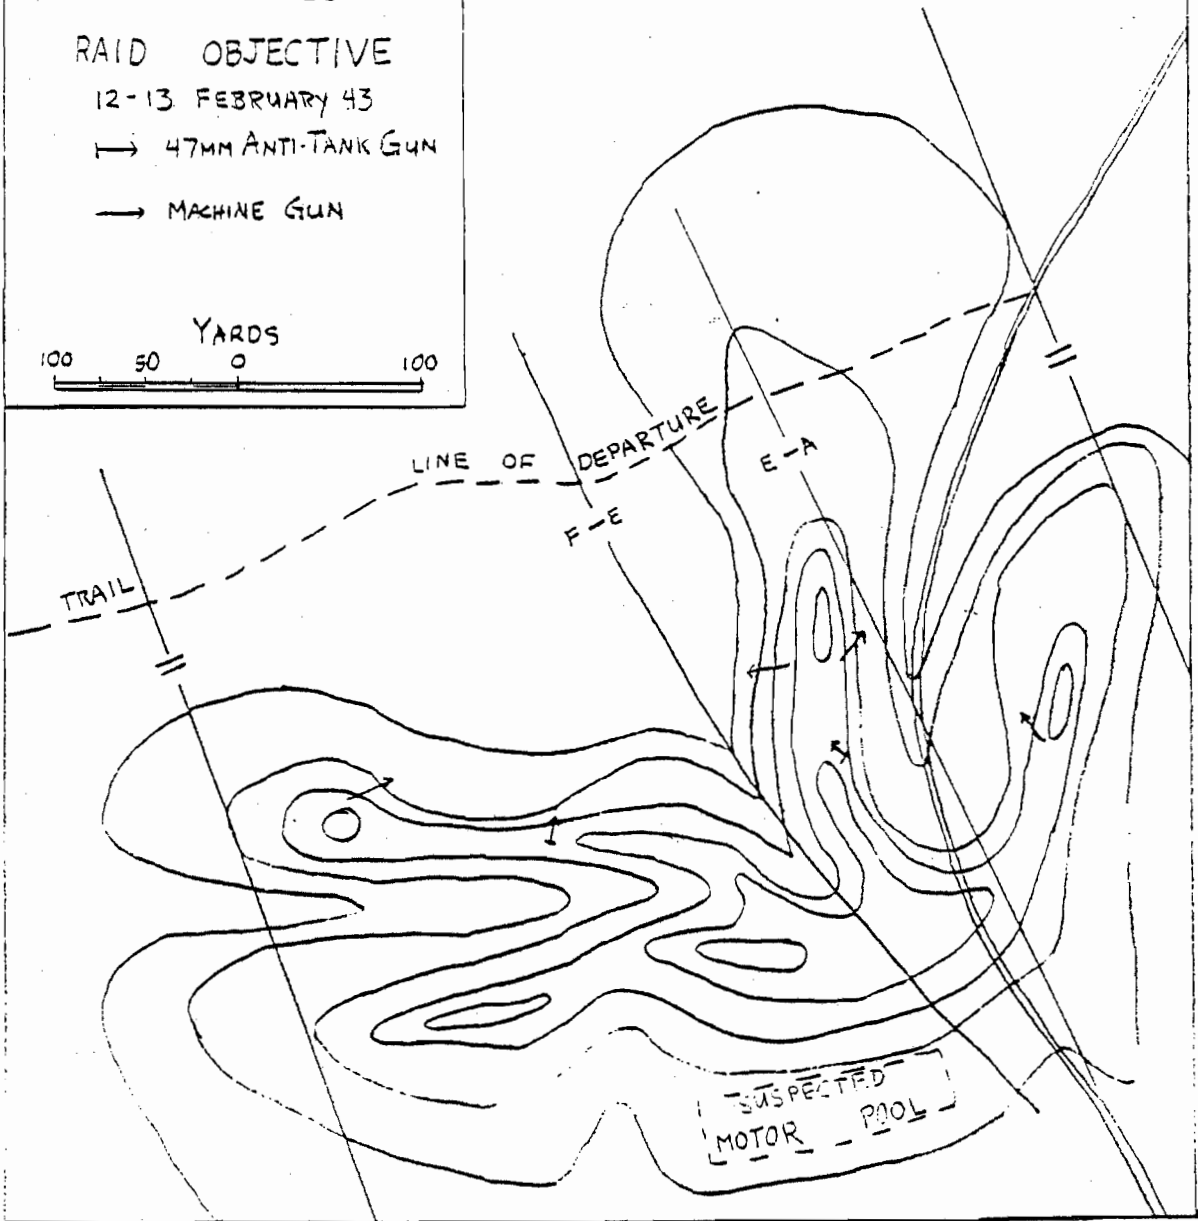 RAID OBJECTIVE
12-13 FEBRUARY 43
47MM ANTI-TANK GUN
MACHINE GUN
YARDS
100 50 0 100
LINE OF DEPARTURE
E-A
F-E
TRAIL
SUSPECTED
MOTOR POOL